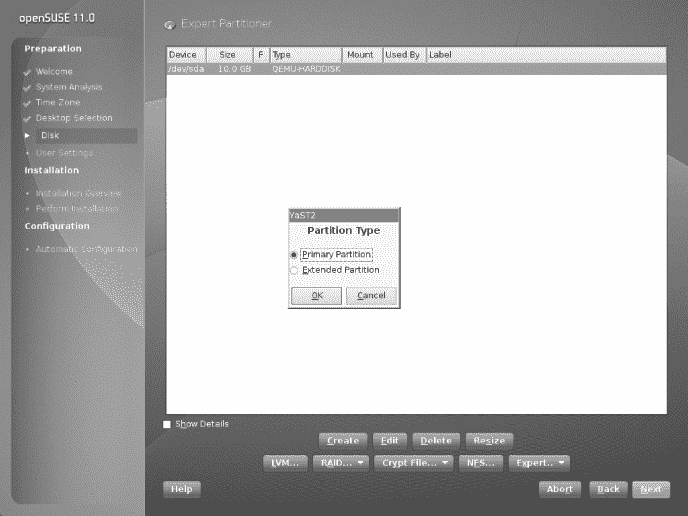 openSUSE 11.0
Preparation
Welcome
System Analysis
Time Zone
Desktop Selection
Disk
User Settings
Installation
Installation Overview
Perform Installation
Configuration
Automatic Configuration
Expert Partitioner
Device Size F Type Mount Used By Label
/dev/sda 10.0 GB QEMU-HARDDISK
YaST2
Partition Type
Primary Partition
Extended Partition
OK Cancel
Show Details
Create Edit Delete Resize
LVM... RAID... Crypt File... NFS... Expert..
Help Abort Back Next